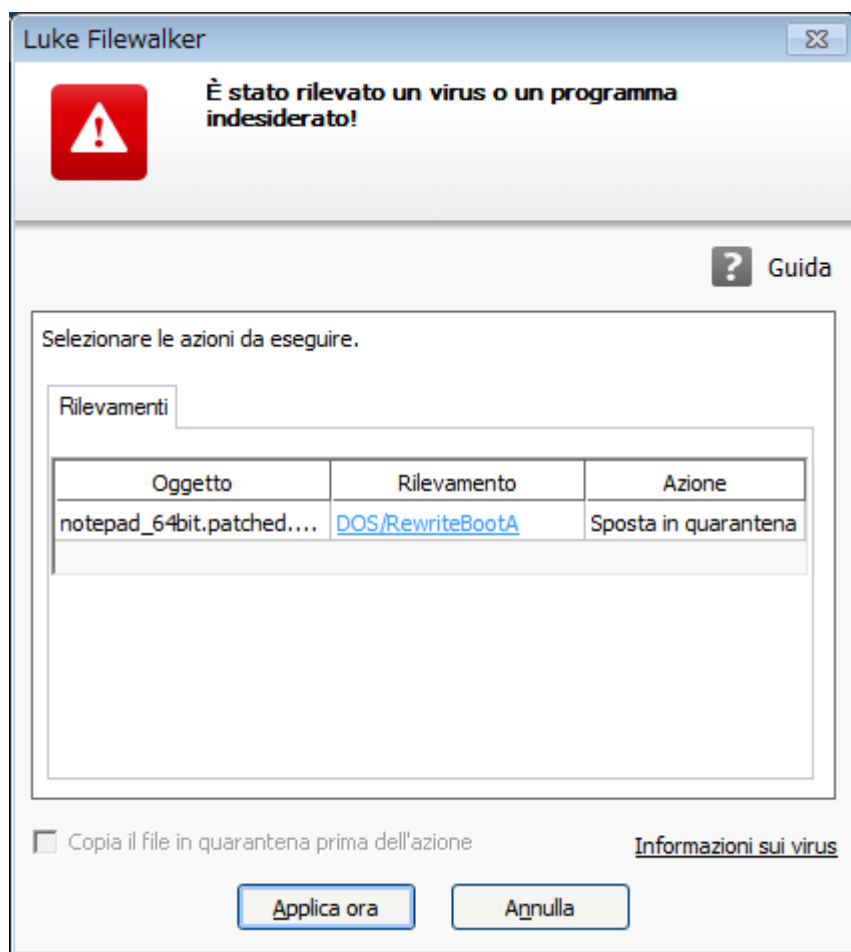 Luke Filewalker
È stato rilevato un virus o un programma
indesiderato!
? Guida
Selezionare le azioni da eseguire.
Rilevamenti
Oggetto Rilevamento Azione
notepad_64bit.patched.... DOS/RewriteBootA Sposta in quarantena
Copia il file in quarantena prima dell'azione Informazioni sui virus
Applica ora Annulla